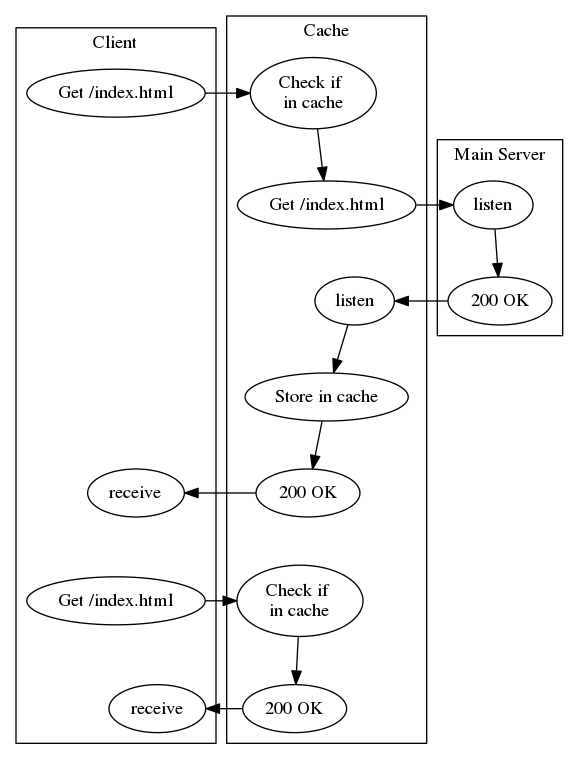 Client
Cache
Get /index.html
Check if
in cache
Main Server
Get /index.html
listen
listen
200 OK
Store in cache
receive
200 OK
Get /index.html
Check if
in cache
receive
200 OK